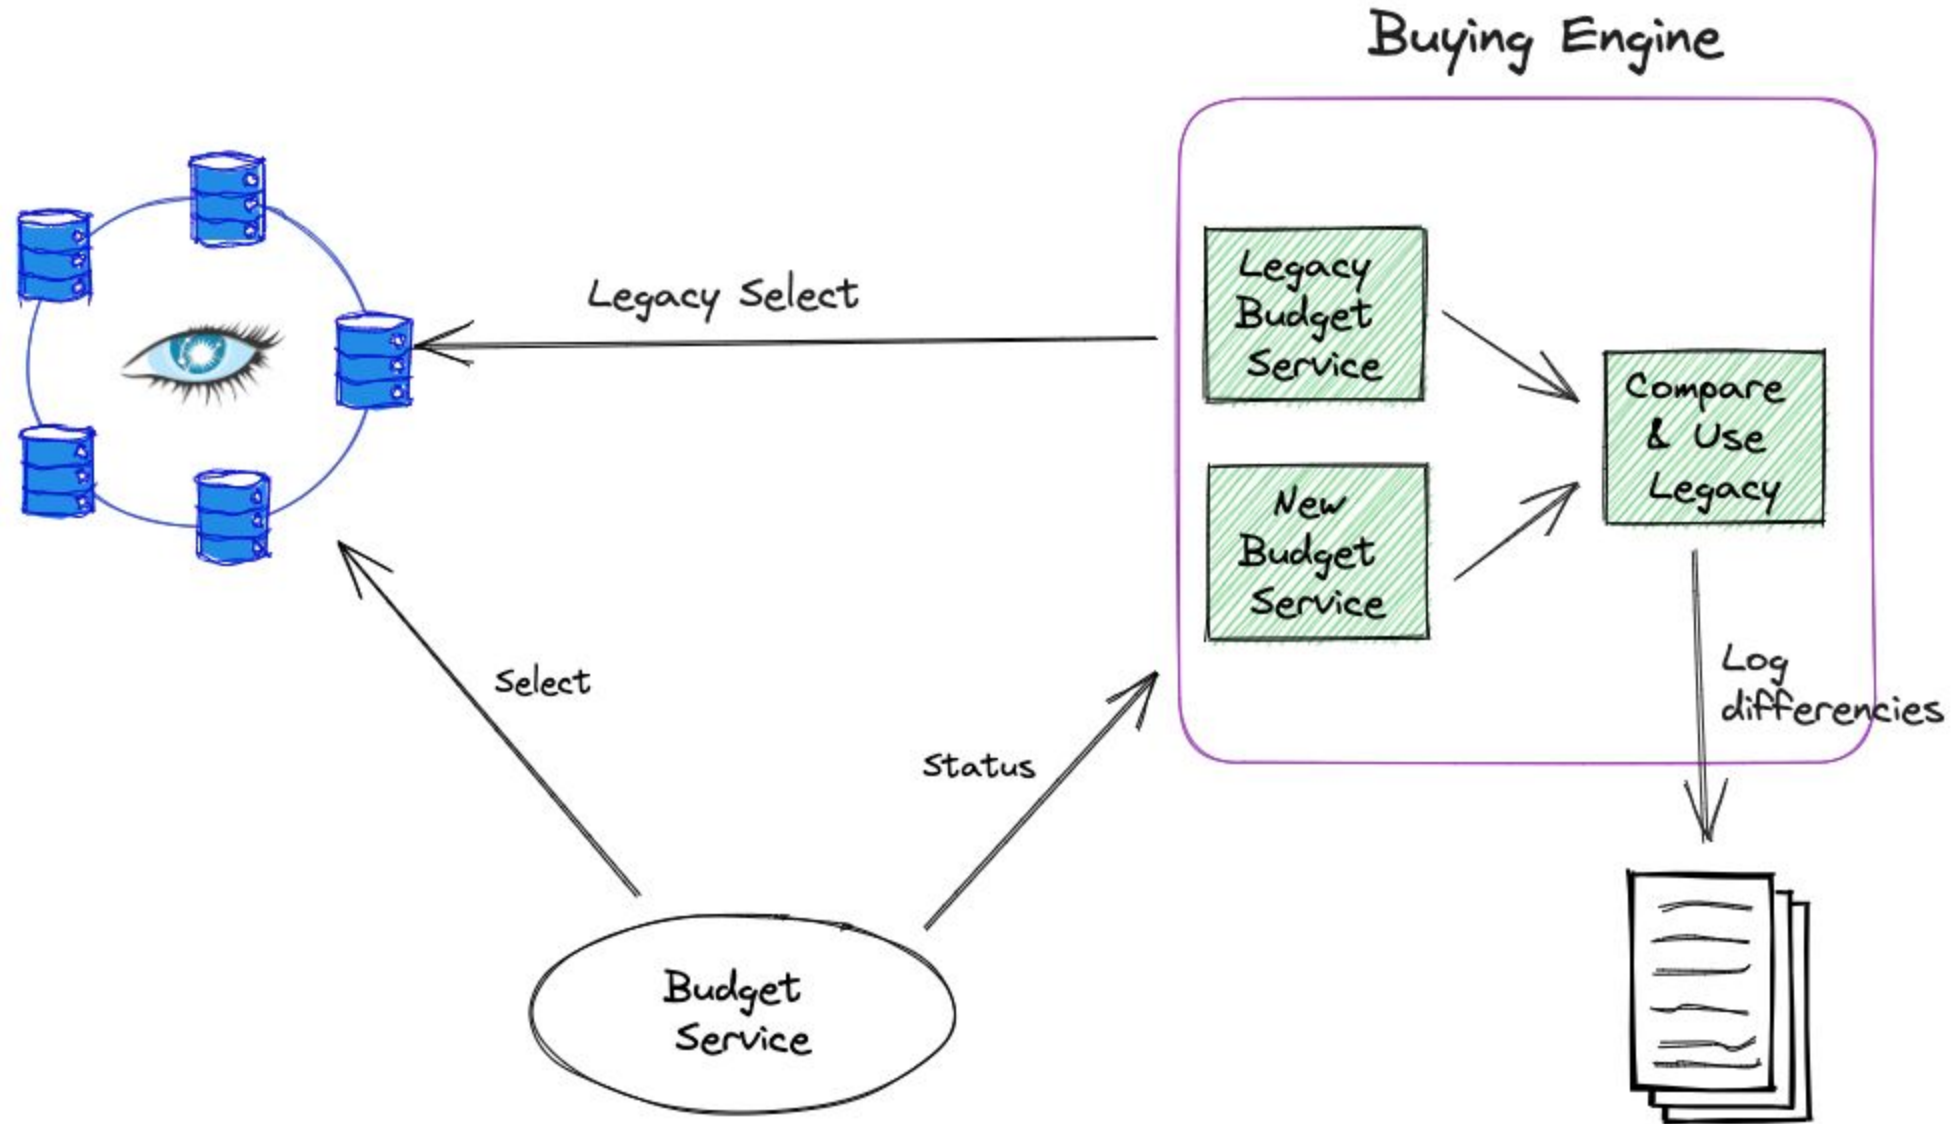 Buying Engine
Legacy Select
Legacy
Budget
Service
New
Budget
Service
Compare
& Use
Legacy
Log
differencies
Select
Status
Budget
Service